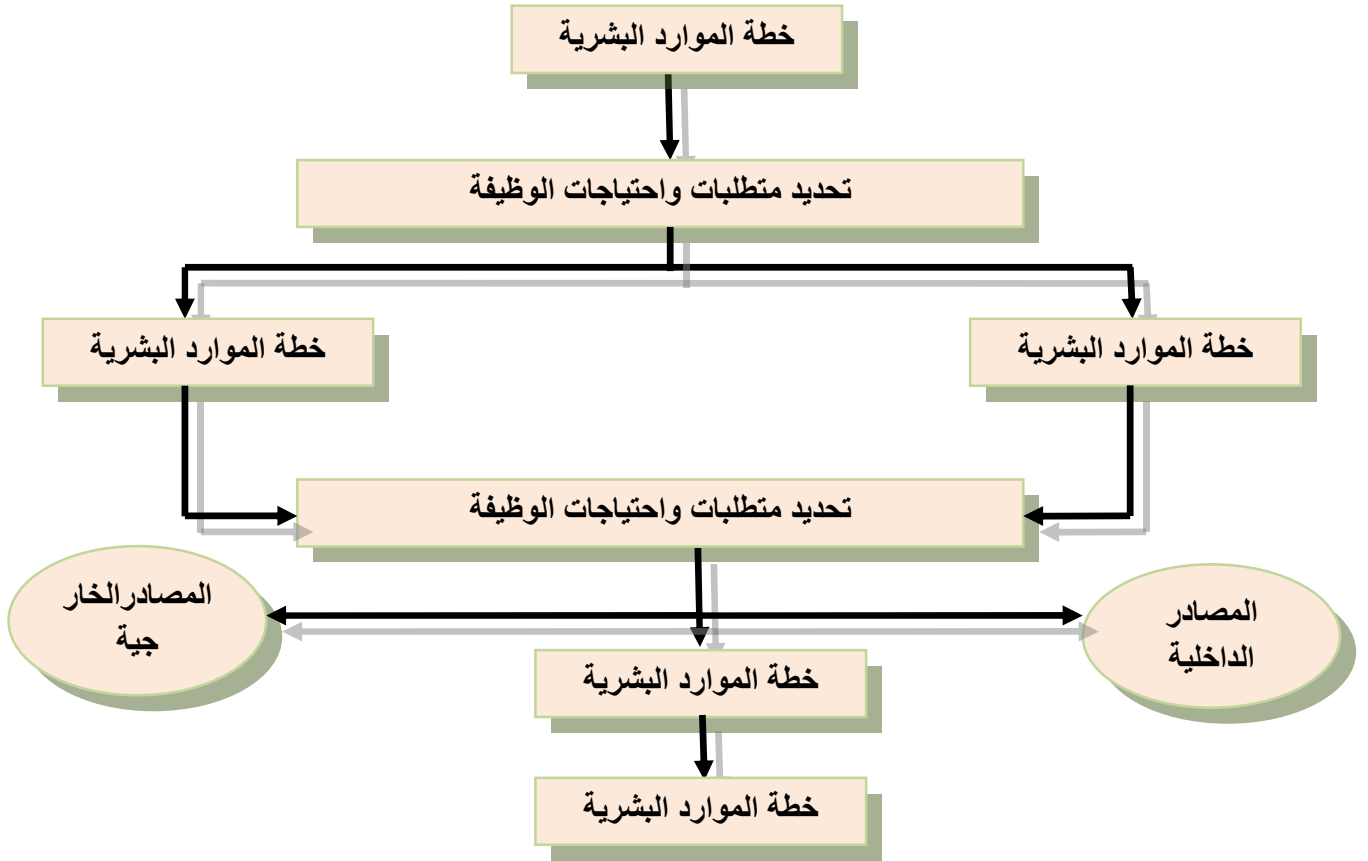 خطة الموارد البشرية
تحديد متطلبات واحتياجات الوظيفة
خطة الموارد البشرية
خطة الموارد البشرية
تحديد متطلبات واحتياجات الوظيفة
المصادر
الداخلية
المصادرالخار
جية
خطة الموارد البشرية
خطة الموارد البشرية